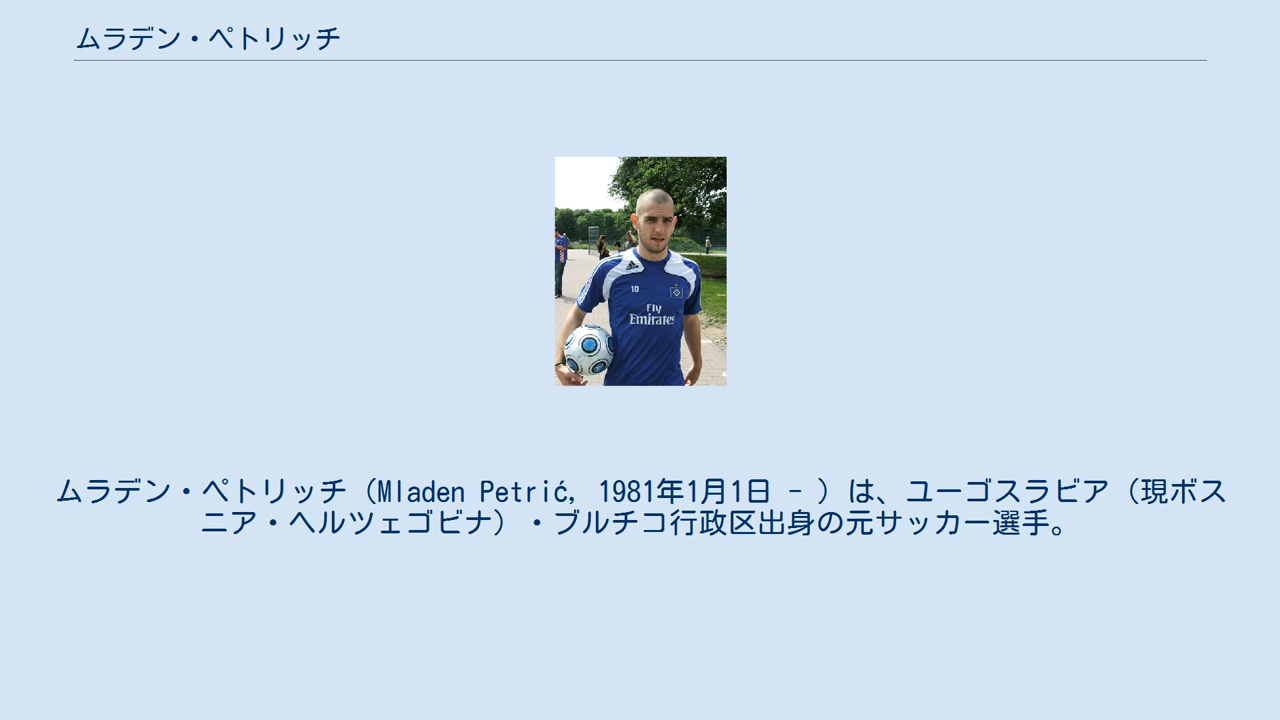 ムラデン・ペトリッチ
10
Fly
Emirates
ムラデン・ペトリッチ（Mladen Petrić, 1981年1月1日 - ）は、ユーゴスラビア（現ボス
ニア・ヘルツェゴビナ）・ブルチコ行政区出身の元サッカー選手。